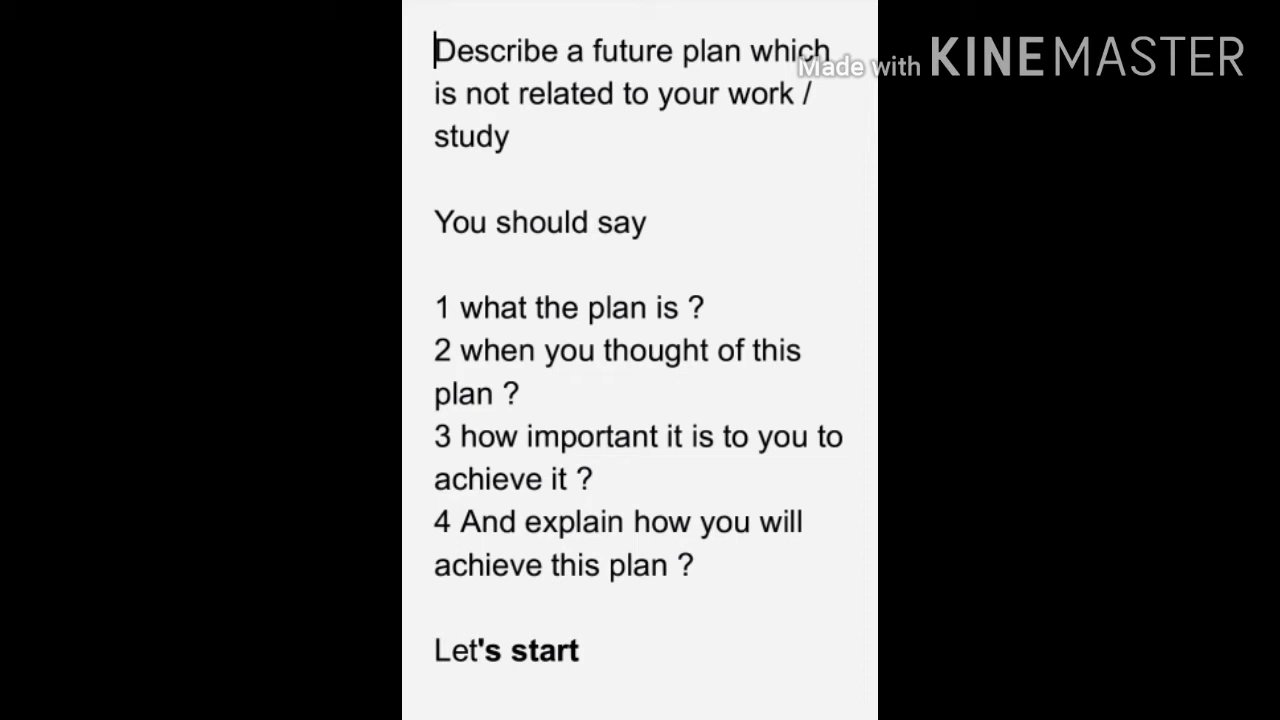 Describe a future plan which
is not related to your work /
study
You should say
1 what the plan is ?
2 when you thought of this
plan ?
3 how important it is to you to
achieve it ?
4 And explain how you will
achieve this plan ?
Let's start
Made with KINEMASTER